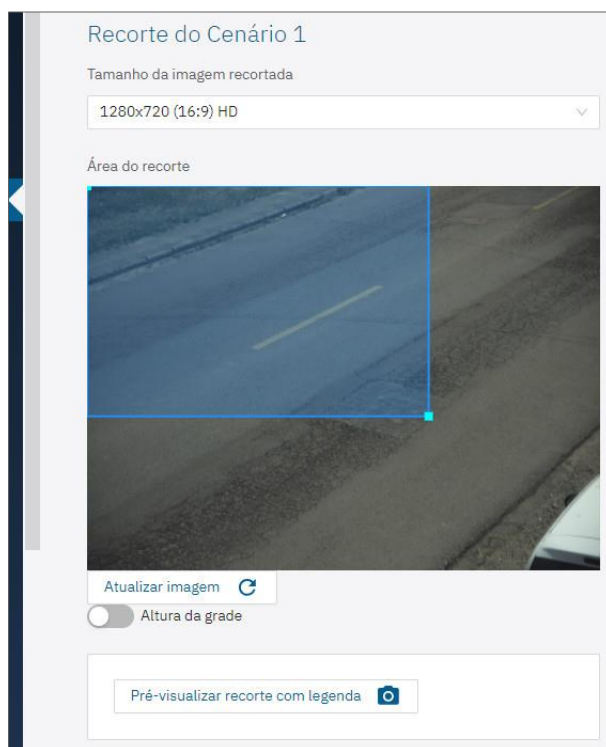 Recorte do Cenário 1
Tamanho da imagem recortada
1280x720 (16:9) HD
Área do recorte
Atualizar imagem
Altura da grade
Pré-visualizar recorte com legenda